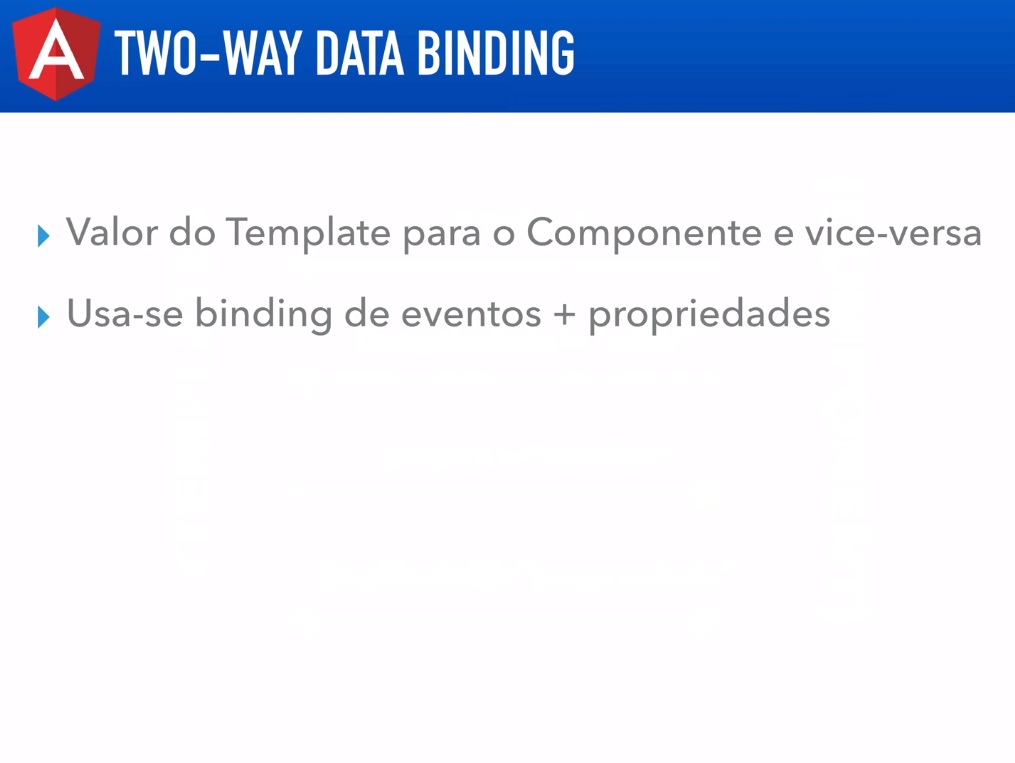 TWO-WAY DATA BINDING
Valor do Template para o Componente e vice-versa
Usa-se binding de eventos + propriedades